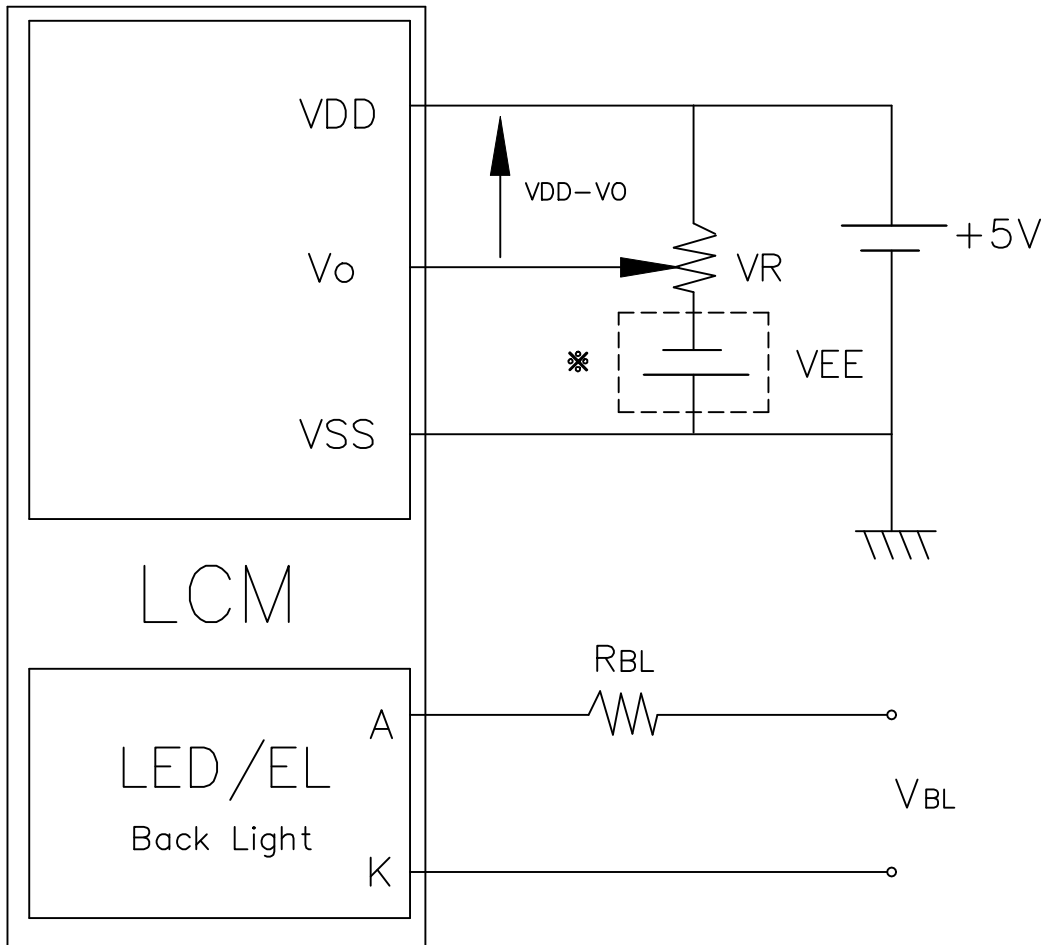 VDD
VDD-VO
+5V
Vo
VR
※
VEE
VSS
LCM
RBL
A
LED/EL
VBL
Back Light
K